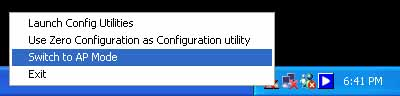 Launch Config Utilities
Use Zero Configuration as Configuration utility
Switch to AP Mode
Exit
6:41 PM